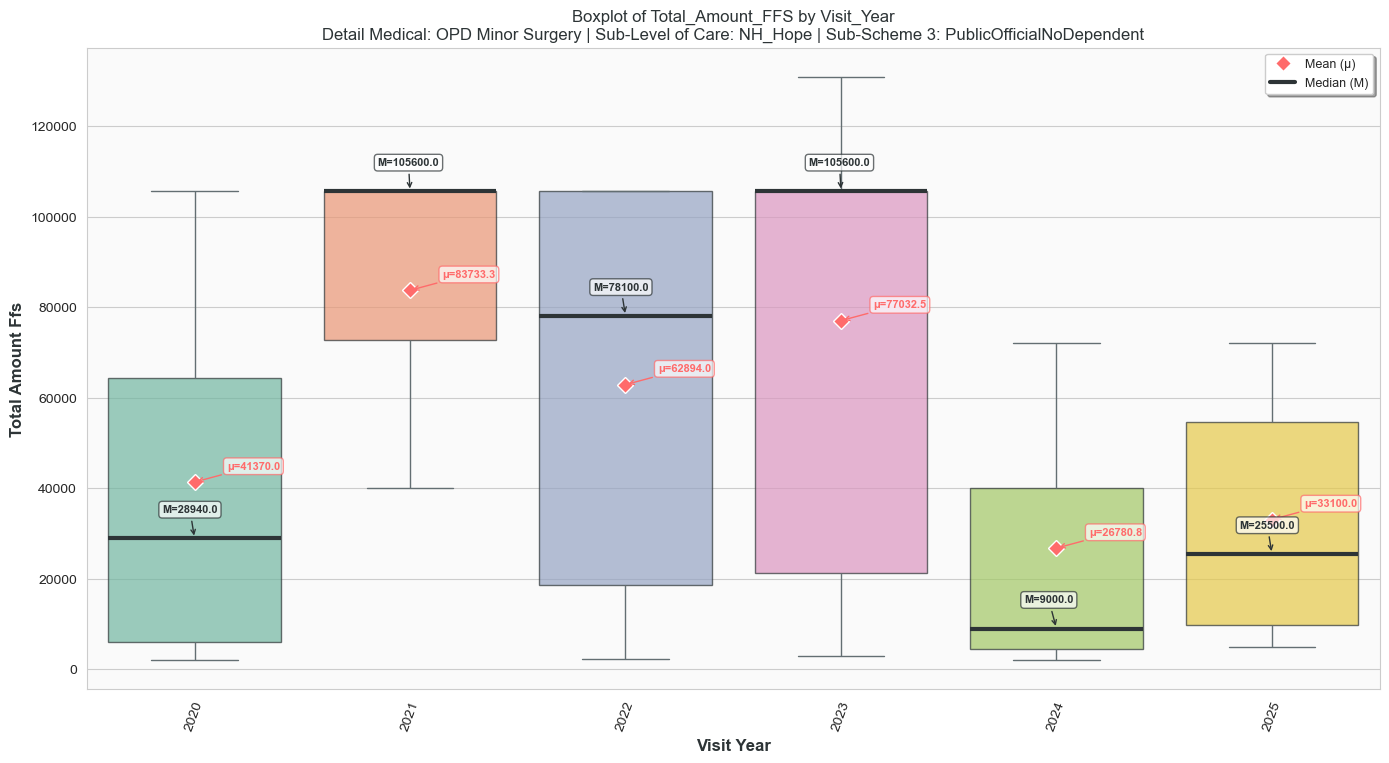 Boxplot of Total_Amount_FFS by Visit_Year
Detail Medical: OPD Minor Surgery | Sub-Level of Care: NH_Hope | Sub-Scheme 3: PublicOfficialNoDependent
Mean (μ)
Median (M)
Total Amount Ffs
120000
100000
80000
60000
40000
20000
0
M=28940.0
μ=41370.0
M=105600.0
μ=83733.3
M=78100.0
μ=62894.0
M=105600.0
μ=77032.5
M=9000.0
μ=26780.8
M=25500.0
μ=33100.0
2020
2021
2022
2023
2024
2025
Visit Year